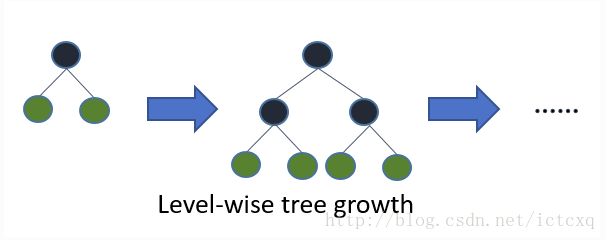 ......
Level-wise tree growth
http://blog.csdn.net/ictcxq